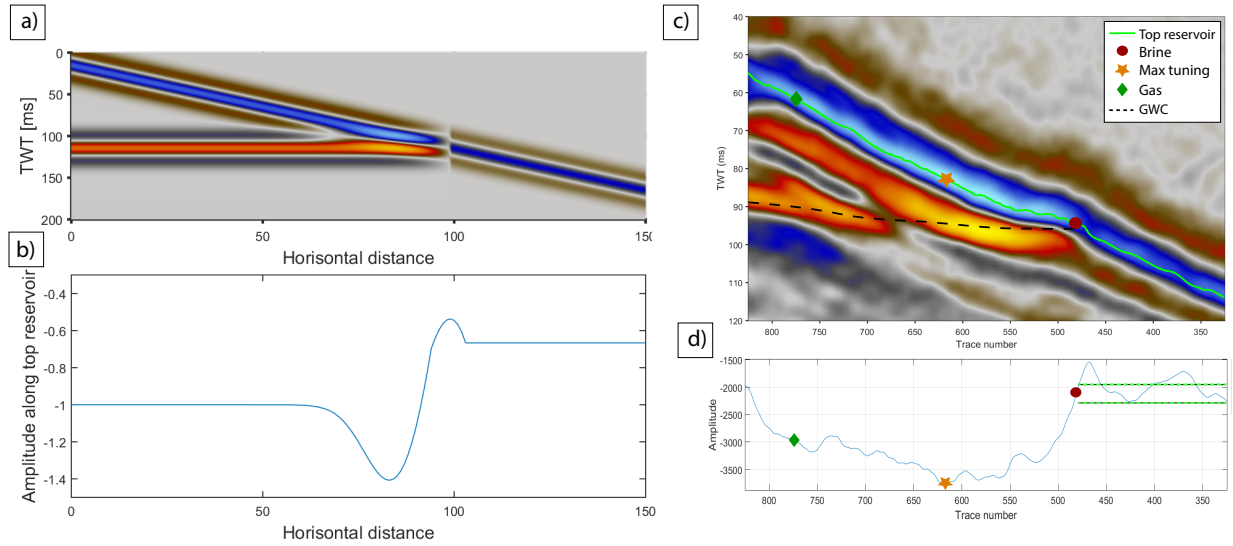 a)
0
50
100
150
200
TWT [ms]
0
50
100
150
Horisontal distance
b)
-0.4
-0.6
-0.8
-1
-1.2
-1.4
Amplitude along top reservoir
0
50
100
150
Horisontal distance
c)
40
50
60
70
80
90
100
110
120
TWT (ms)
Top reservoir
Brine
Max tuning
Gas
GWC
800 750 700 650 600 550 500 450 400 350
Trace number
d)
-1500
-2000
-2500
-3000
-3500
Amplitude
800 750 700 650 600 550 500 450 400 350
Trace number